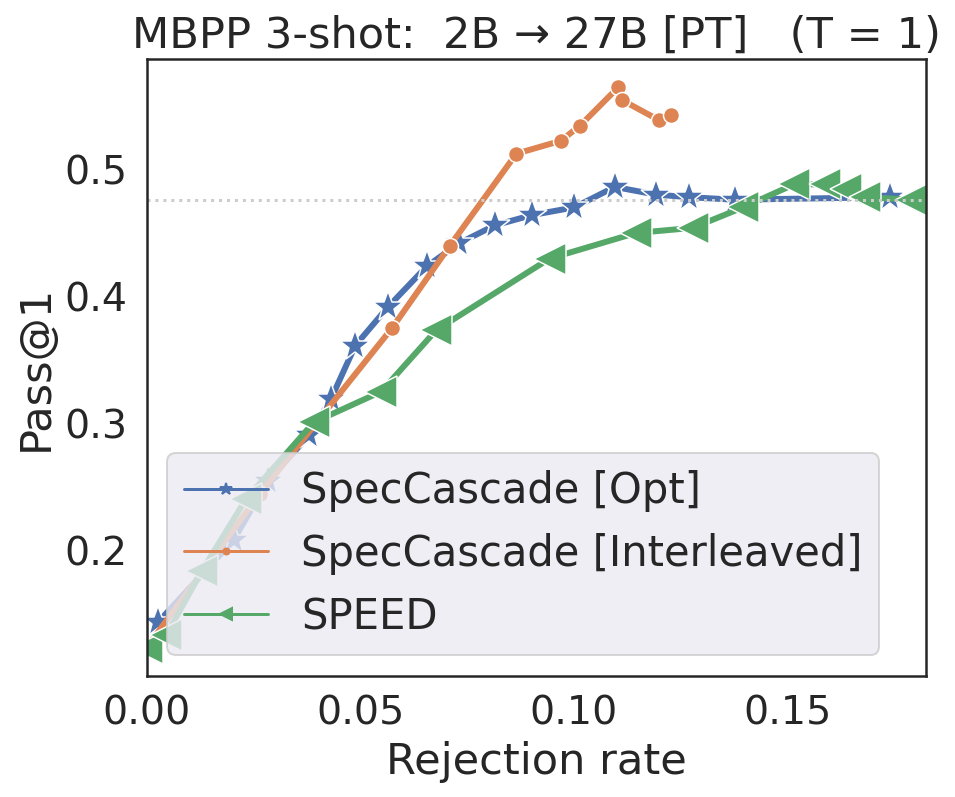 MBPP 3-shot:  2B → 27B [PT]   (T = 1)
Pass@1
0.5
0.4
0.3
0.2
SpecCascade [Opt]
SpecCascade [Interleaved]
SPEED
0.00 0.05 0.10 0.15
Rejection rate